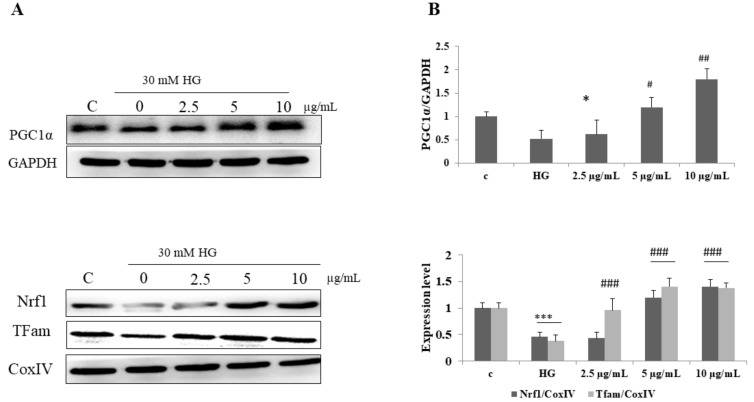 A
30 mM HG
C 0 2.5 5 10 µg/mL
PGC1α
GAPDH
30 mM HG
C 0 2.5 5 10 µg/mL
Nrf1
TFam
CoxIV
B
PGC1α/GAPDH
2.5
2
1.5
1
0.5
0
*
#
##
c HG 2.5 µg/mL 5 µg/mL 10 µg/mL
Expression level
2
1.5
1
0.5
0
***
###
###
###
c HG 2.5 µg/mL 5 µg/mL 10 µg/mL
Nrf1/CoxIV Tfam/CoxIV